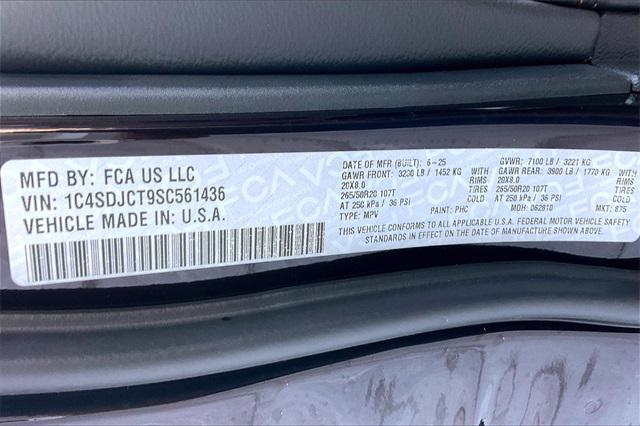 MFD BY: FCA US LLC
VIN: 1C4SDJCT9SC561436
VEHICLE MADE IN: U.S.A.
DATE OF MFR (BUILT): 6-25 GVWR: 7100 LB / 3221 KG
GAWR FRONT: 3230 LB / 1452 KG WITH GAWR REAR: 3900 LB / 1770 KG WITH
20X8.0 RIMS 20X8.0 RIMS
265/50R20 107T TIRES 265/50R20 107T TIRES
AT 250 kPa / 36 PSI COLD AT 250 kPa / 36 PSI COLD
TYPE: MPV PAINT: PHC MDH: 062810 MKT: 875
THIS VEHICLE CONFORMS TO ALL APPLICABLE U.S.A. FEDERAL MOTOR VEHICLE SAFETY
STANDARDS IN EFFECT ON THE DATE OF MANUFACTURE SHOWN ABOVE.